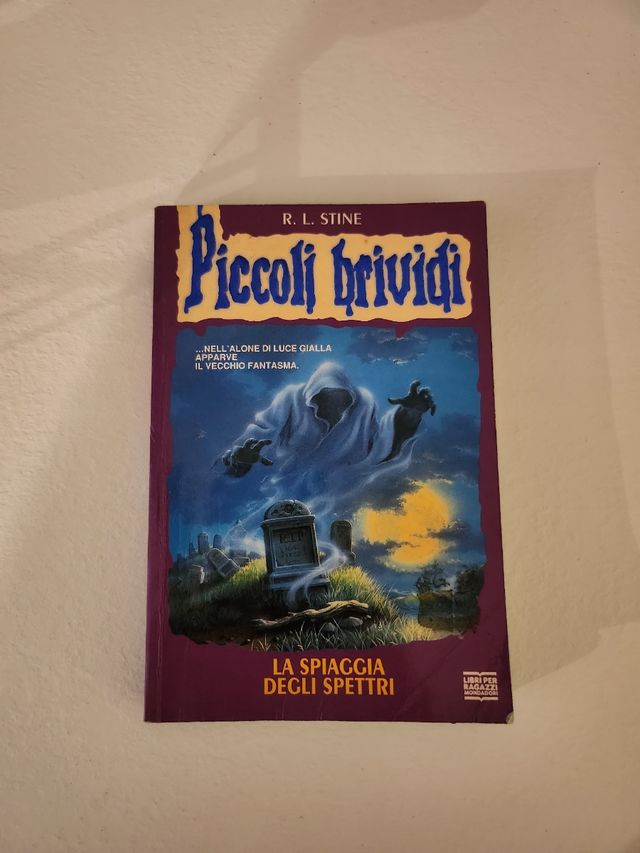 R. L. STINE
Piccoli brividi
...NELL'ALONE DI LUCE GIALLA
APPARVE
IL VECCHIO FANTASMA.
R.I.P
LA SPIAGGIA
DEGLI SPETTRI
LIBRI PER
RAGAZZI
MONDADORI